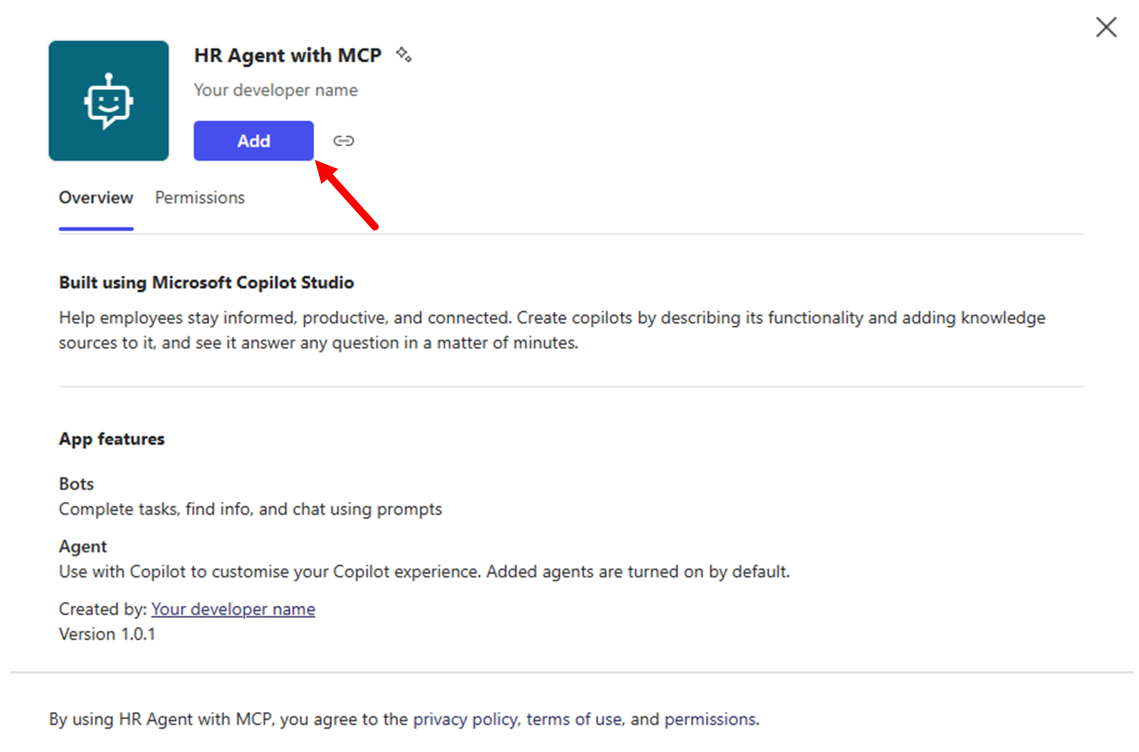 HR Agent with MCP
Your developer name
Add
Overview Permissions
Built using Microsoft Copilot Studio
Help employees stay informed, productive, and connected. Create copilots by describing its functionality and adding knowledge
sources to it, and see it answer any question in a matter of minutes.
App features
Bots
Complete tasks, find info, and chat using prompts
Agent
Use with Copilot to customise your Copilot experience. Added agents are turned on by default.
Created by: Your developer name
Version 1.0.1
By using HR Agent with MCP, you agree to the privacy policy, terms of use, and permissions.